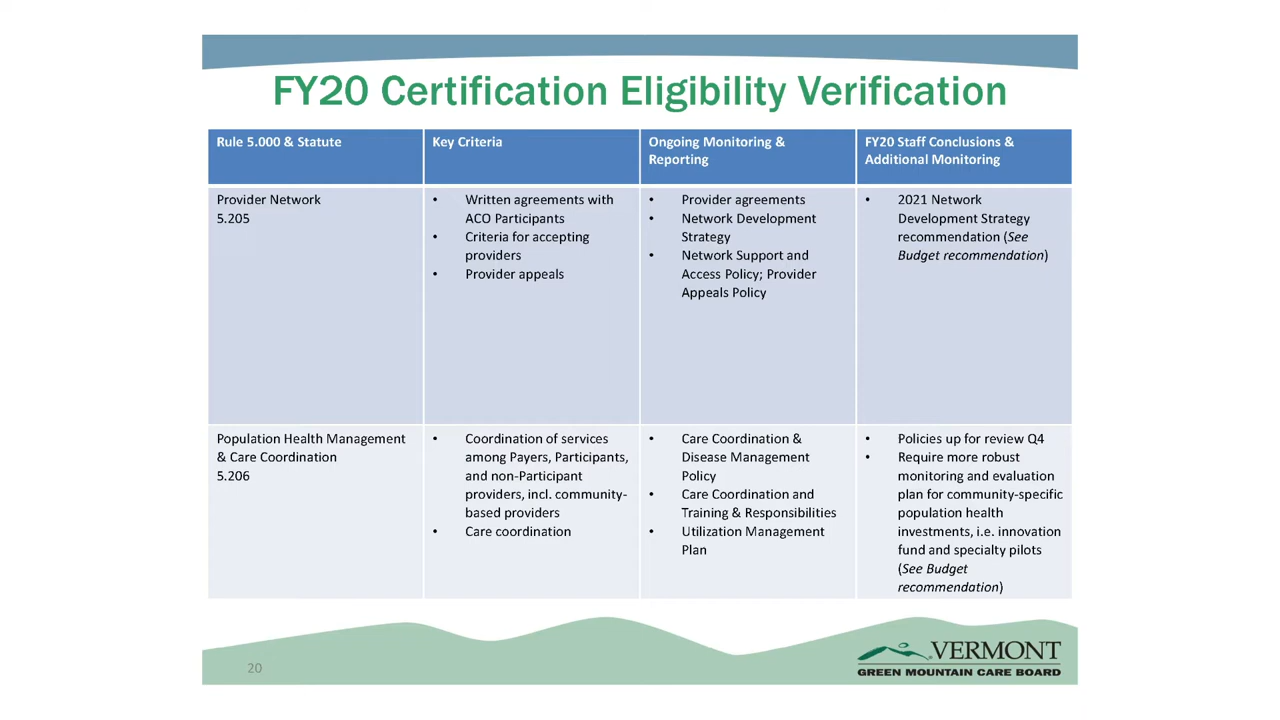 FY20 Certification Eligibility Verification
Rule 5.000 & Statute
Key Criteria
Ongoing Monitoring &
Reporting
FY20 Staff Conclusions &
Additional Monitoring
Provider Network
5.205
• Written agreements with
ACO Participants
• Criteria for accepting
providers
• Provider appeals
• Provider agreements
• Network Development
Strategy
• Network Support and
Access Policy; Provider
Appeals Policy
• 2021 Network
Development Strategy
recommendation (See
Budget recommendation)
Population Health Management
& Care Coordination
5.206
• Coordination of services
among Payers, Participants,
and non-Participant
providers, incl. community-
based providers
• Care coordination
• Care Coordination &
Disease Management
Policy
• Care Coordination and
Training & Responsibilities
• Utilization Management
Plan
• Policies up for review Q4
• Require more robust
monitoring and evaluation
plan for community-specific
population health
investments, i.e. innovation
fund and specialty pilots
(See Budget
recommendation)
20
VERMONT
GREEN MOUNTAIN CARE BOARD